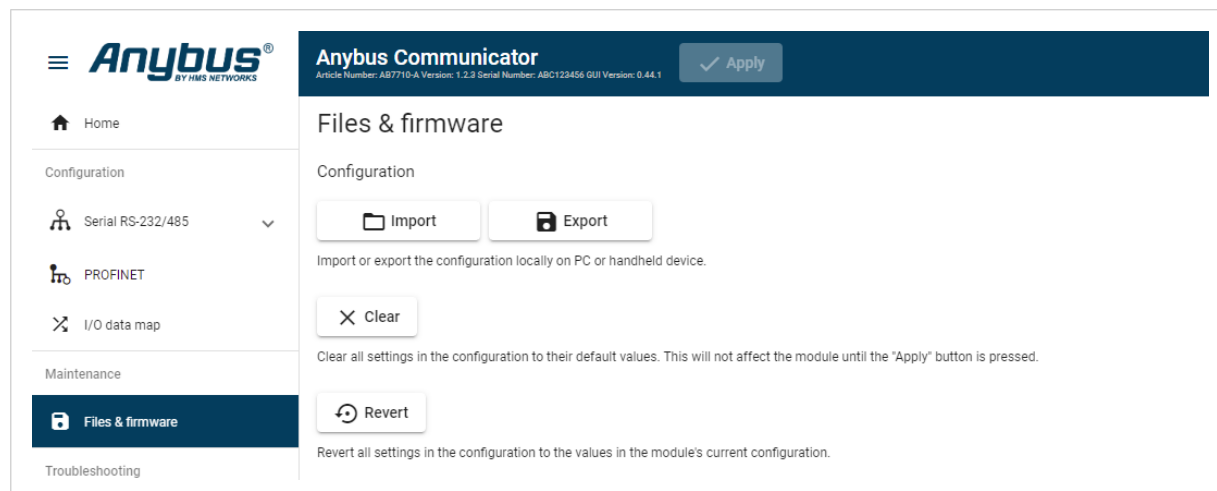 Anybus®
BY HMS NETWORKS
Anybus Communicator
Article Number: AB7710-A Version: 1.2.3 Serial Number: ABC123456 GUI Version: 0.44.1
Apply
Home
Configuration
Serial RS-232/485
PROFINET
I/O data map
Maintenance
Files & firmware
Troubleshooting
Files & firmware
Configuration
Import
Export
Import or export the configuration locally on PC or handheld device.
Clear
Clear all settings in the configuration to their default values. This will not affect the module until the "Apply" button is pressed.
Revert
Revert all settings in the configuration to the values in the module's current configuration.